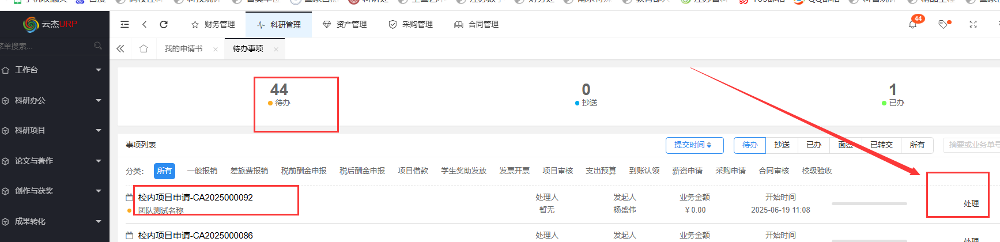 云杰URP
财务管理
科研管理
资产管理
采购管理
合同管理
44
菜单搜索...
我的申请书
待办事项
工作台
科研办公
科研项目
论文与著作
创作与获奖
成果转化
44
待办
0
抄送
1
已办
事项列表
提交时间
待办
抄送
已办
面签
已转交
所有
摘要或业务单号
分类：
所有
一般报销
差旅费报销
税前酬金申报
税后酬金申报
项目借款
学生奖助发放
发票开票
项目审核
支出预算
到账认领
薪资申请
采购申请
合同审核
校级验收
校内项目申请-CA2025000092
团队测试名称
处理人
暂无
发起人
杨盛伟
业务金额
￥0.00
开始时间
2025-06-19 11:08
处理
校内项目申请-CA2025000086
处理人
发起人
业务金额
开始时间
处理